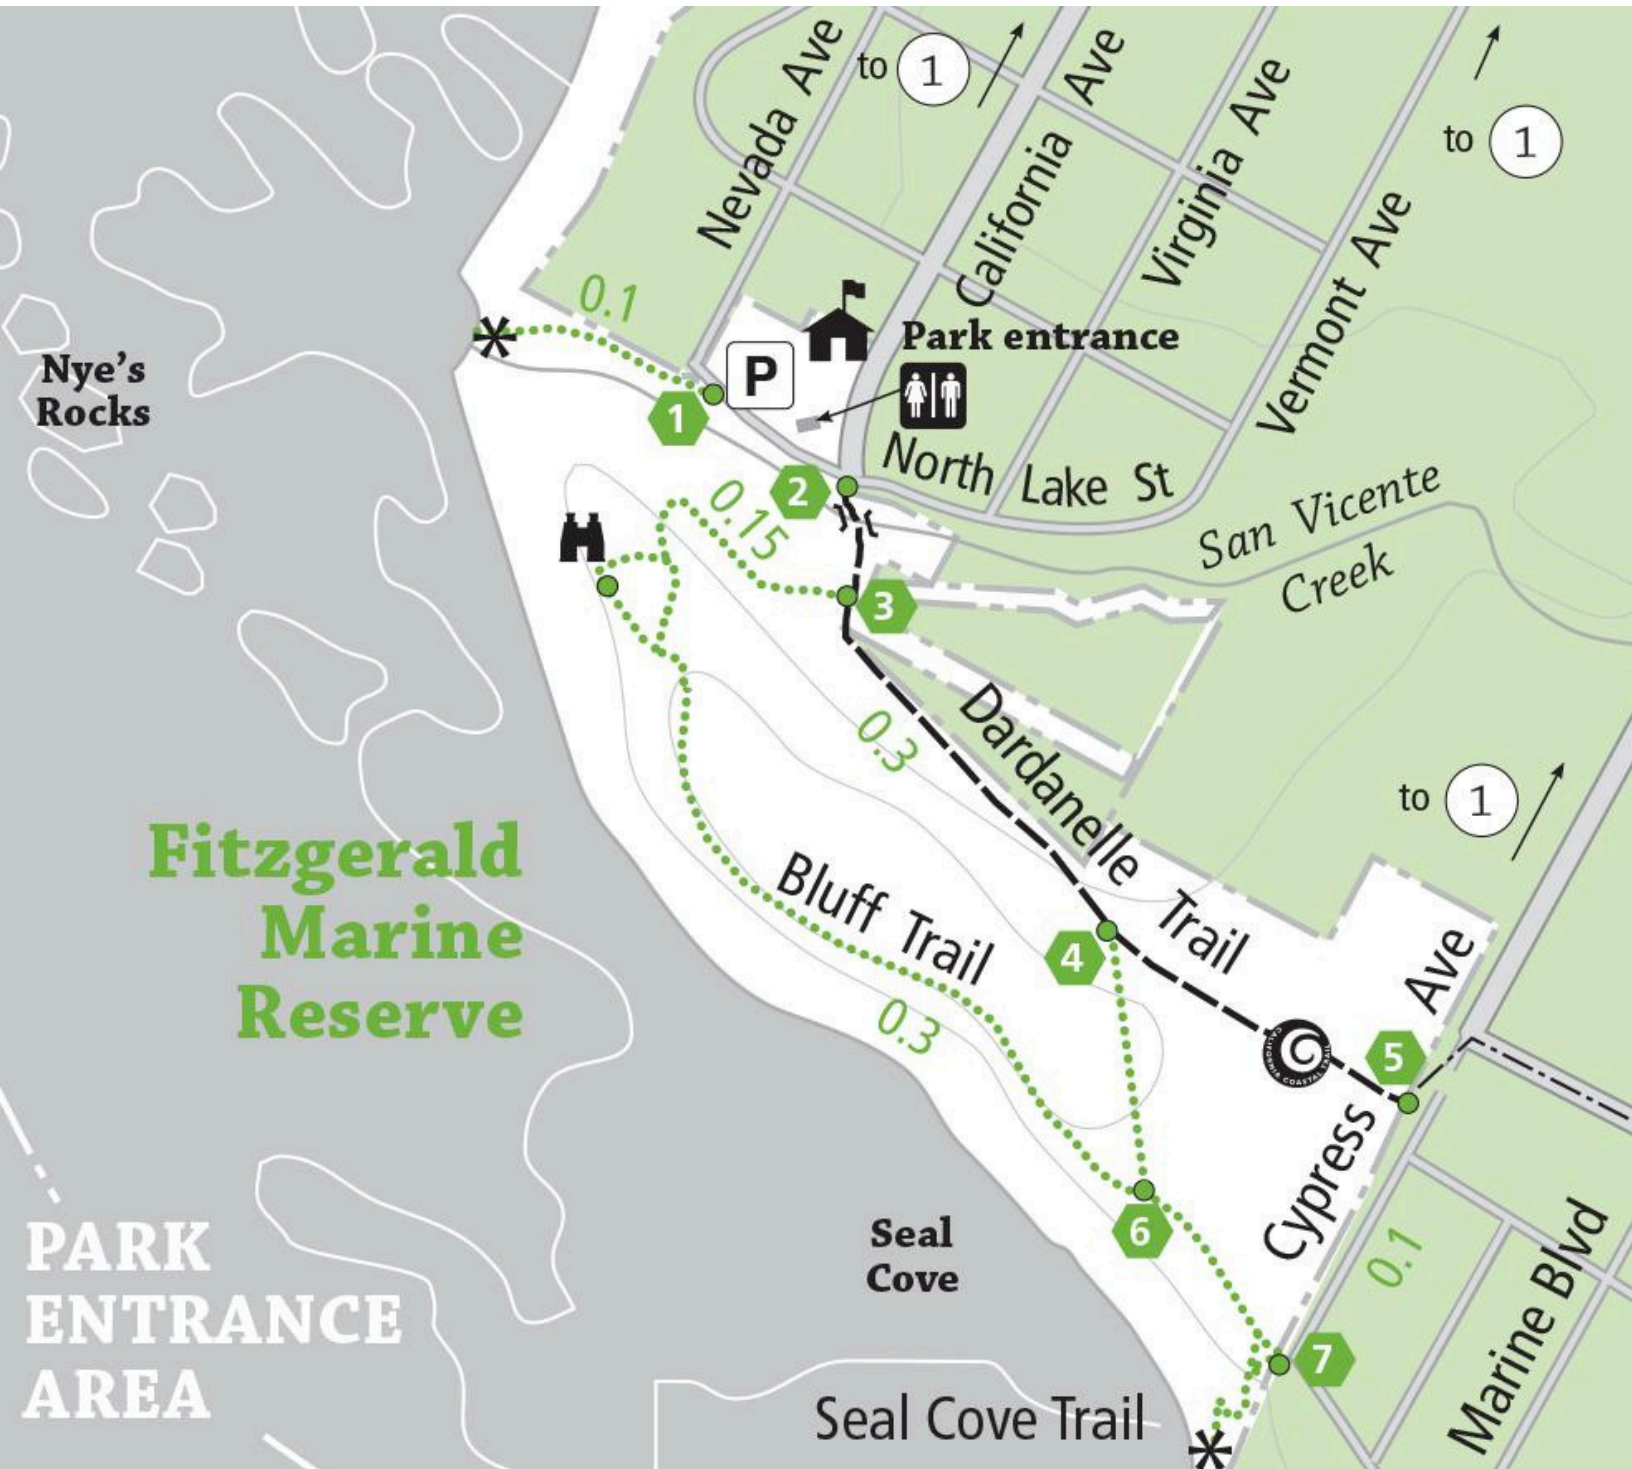 Nevada Ave
to 1
California Ave
Virginia Ave
to 1
Vermont Ave
0.1
Park entrance
P
Nye's
Rocks
1
North Lake St
2
0.15
San Vicente
Creek
3
0.3
Dardanelle Trail
to 1
Fitzgerald
Marine
Reserve
Bluff Trail
0.3
4
Cypress Ave
CALIFORNIA COASTAL TRAIL
5
6
Seal
Cove
0.1
Marine Blvd
7
PARK
ENTRANCE
AREA
Seal Cove Trail